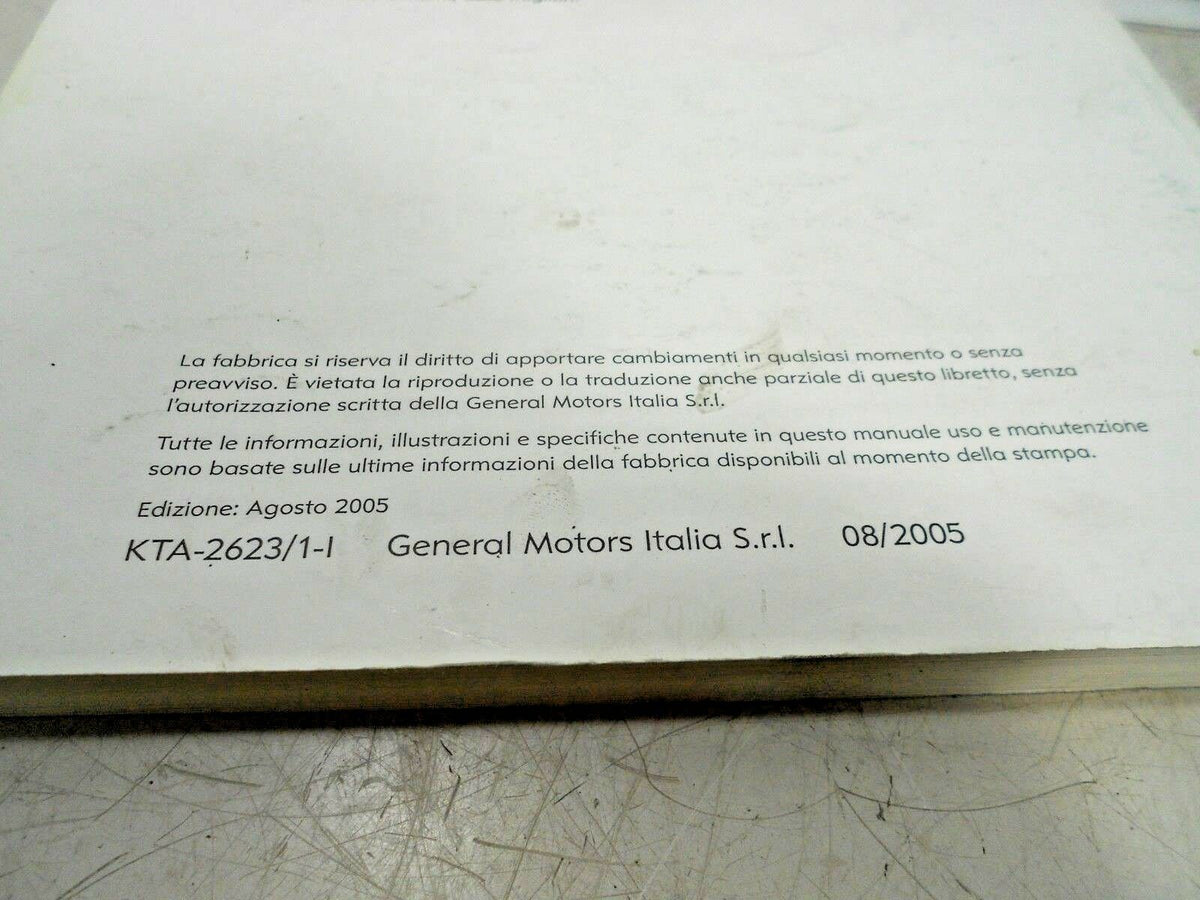 La fabbrica si riserva il diritto di apportare cambiamenti in qualsiasi momento o senza
preavviso. È vietata la riproduzione o la traduzione anche parziale di questo libretto, senza
l'autorizzazione scritta della General Motors Italia S.r.l.
Tutte le informazioni, illustrazioni e specifiche contenute in questo manuale uso e manutenzione
sono basate sulle ultime informazioni della fabbrica disponibili al momento della stampa.
Edizione: Agosto 2005
KTA-2623/1-I General Motors Italia S.r.l. 08/2005